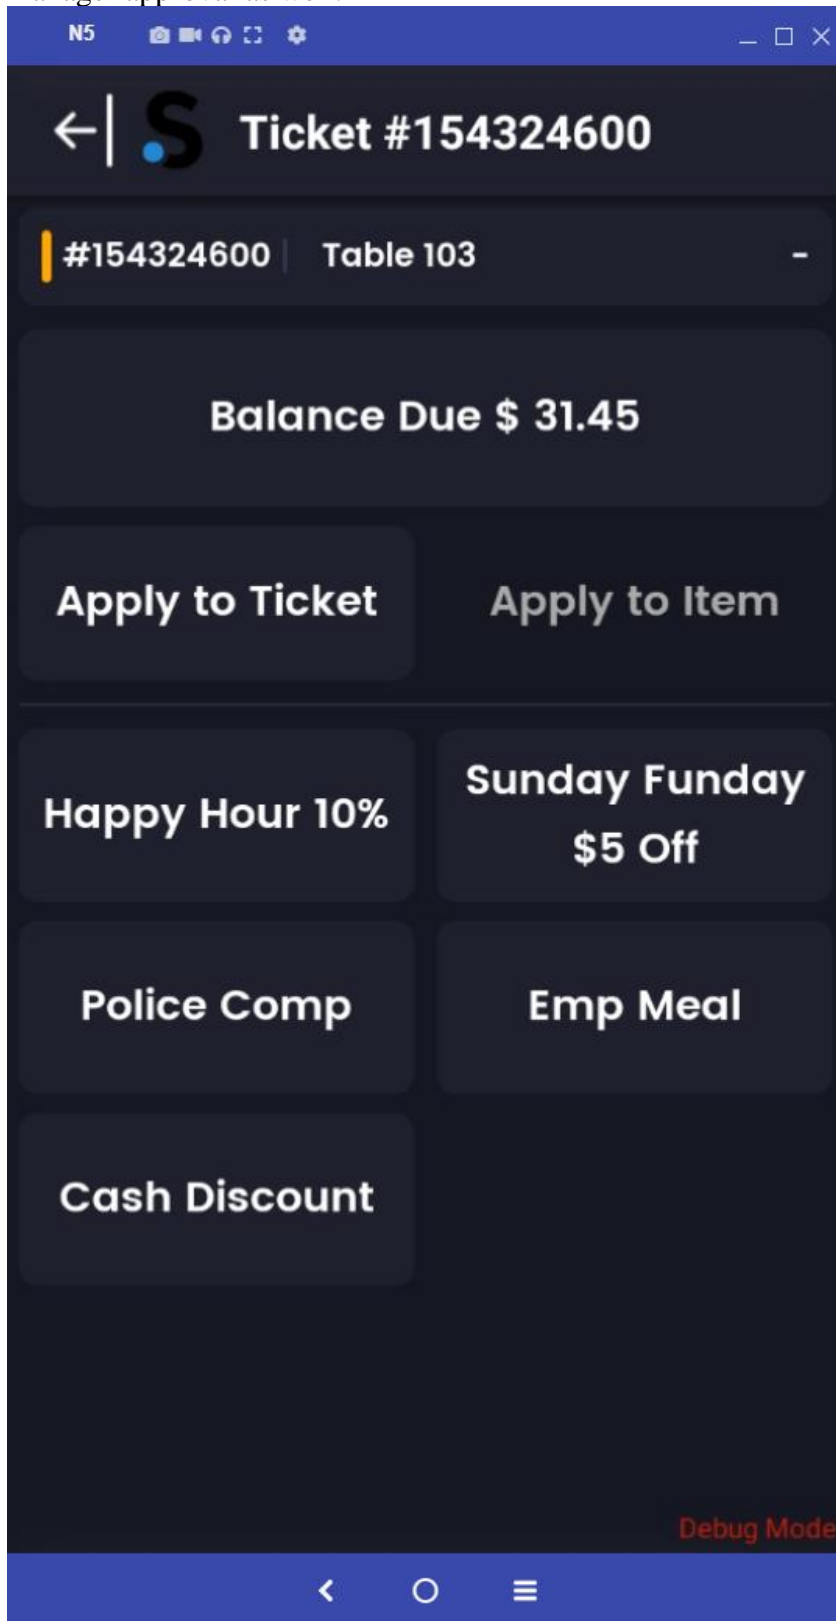 N5
Ticket #154324600
#154324600 Table 103 -
Balance Due $ 31.45
Apply to Ticket Apply to Item
Happy Hour 10%
Sunday Funday
$5 Off
Police Comp
Emp Meal
Cash Discount
Debug Mode